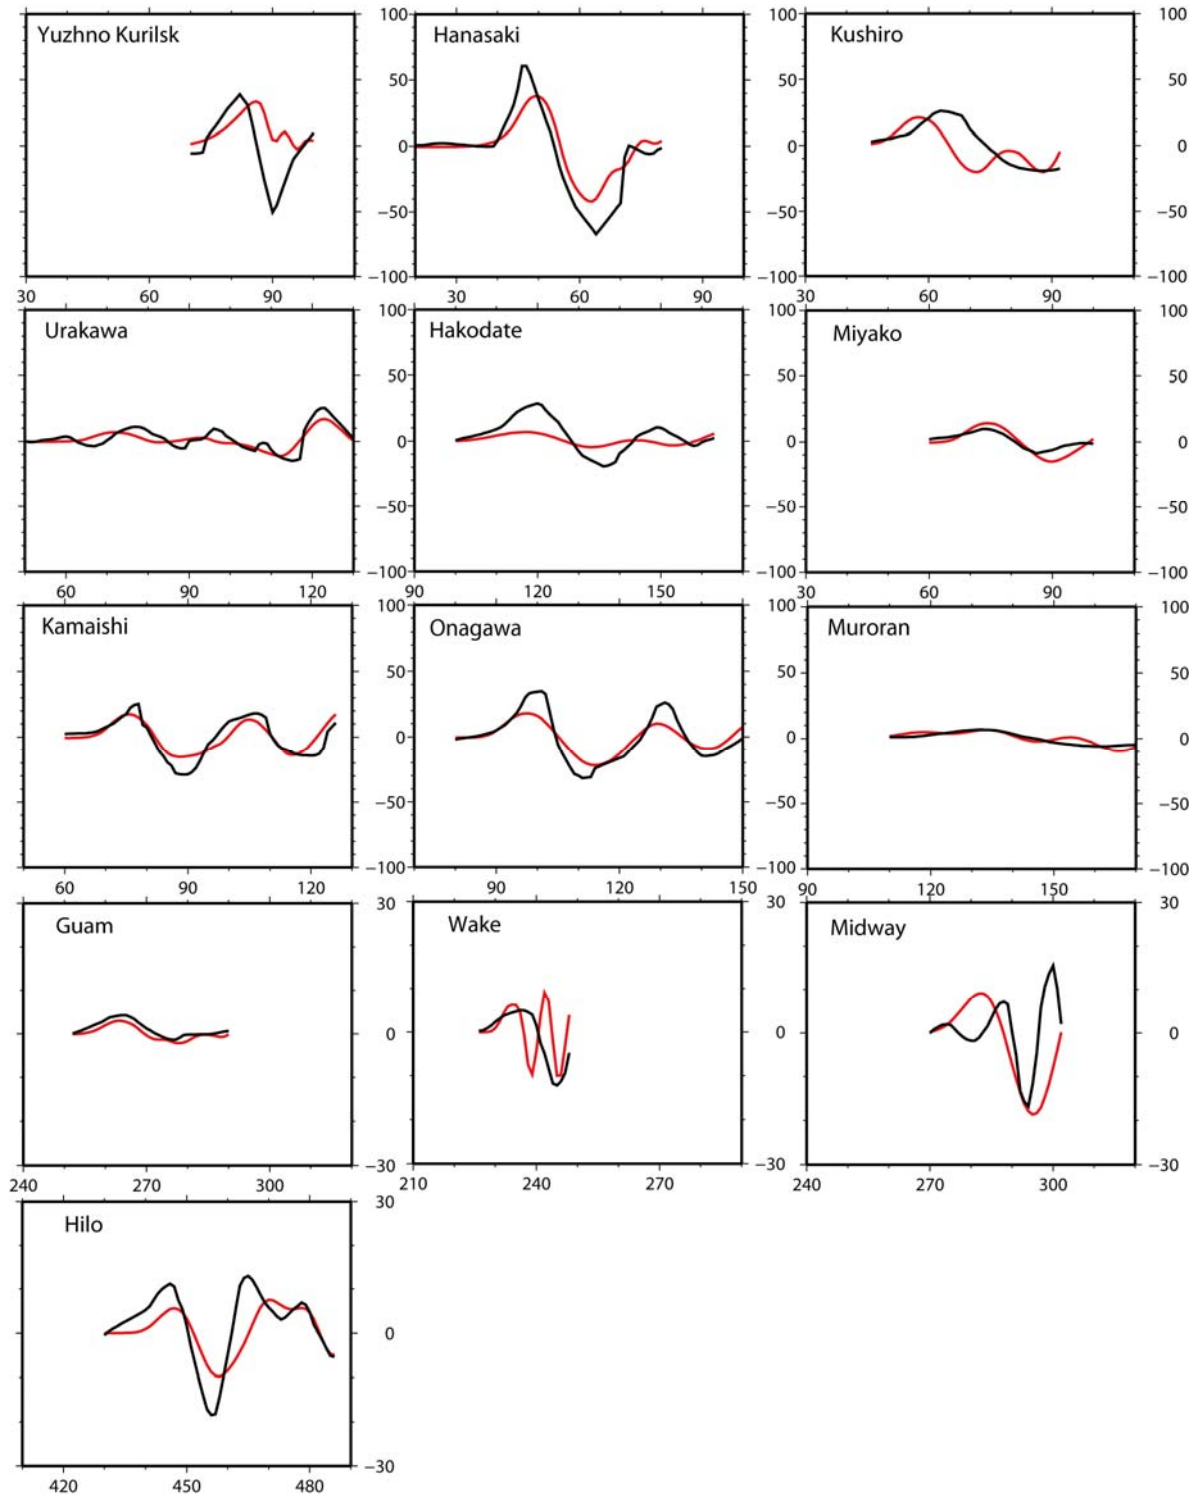 100 100 100
Yuzhno Kurilsk Hanasaki Kushiro
50 50 50
0 0 0
−50 −50 −50
−100 −100 −100
30 60 90 30 60 90 30 60 90
100 100 100
Urakawa Hakodate Miyako
50 50 50
0 0 0
−50 −50 −50
−100 −100 −100
60 90 120 90 120 150 30 60 90
100 100 100
Kamaishi Onagawa Muroran
50 50 50
0 0 0
−50 −50 −50
−100 −100 −100
60 90 120 90 120 150 90 120 150
30 30 30
Guam Wake Midway
0 0 0
−30 −30 −30
240 270 300 210 240 270 240 270 300
30
Hilo
0
−30
420 450 480